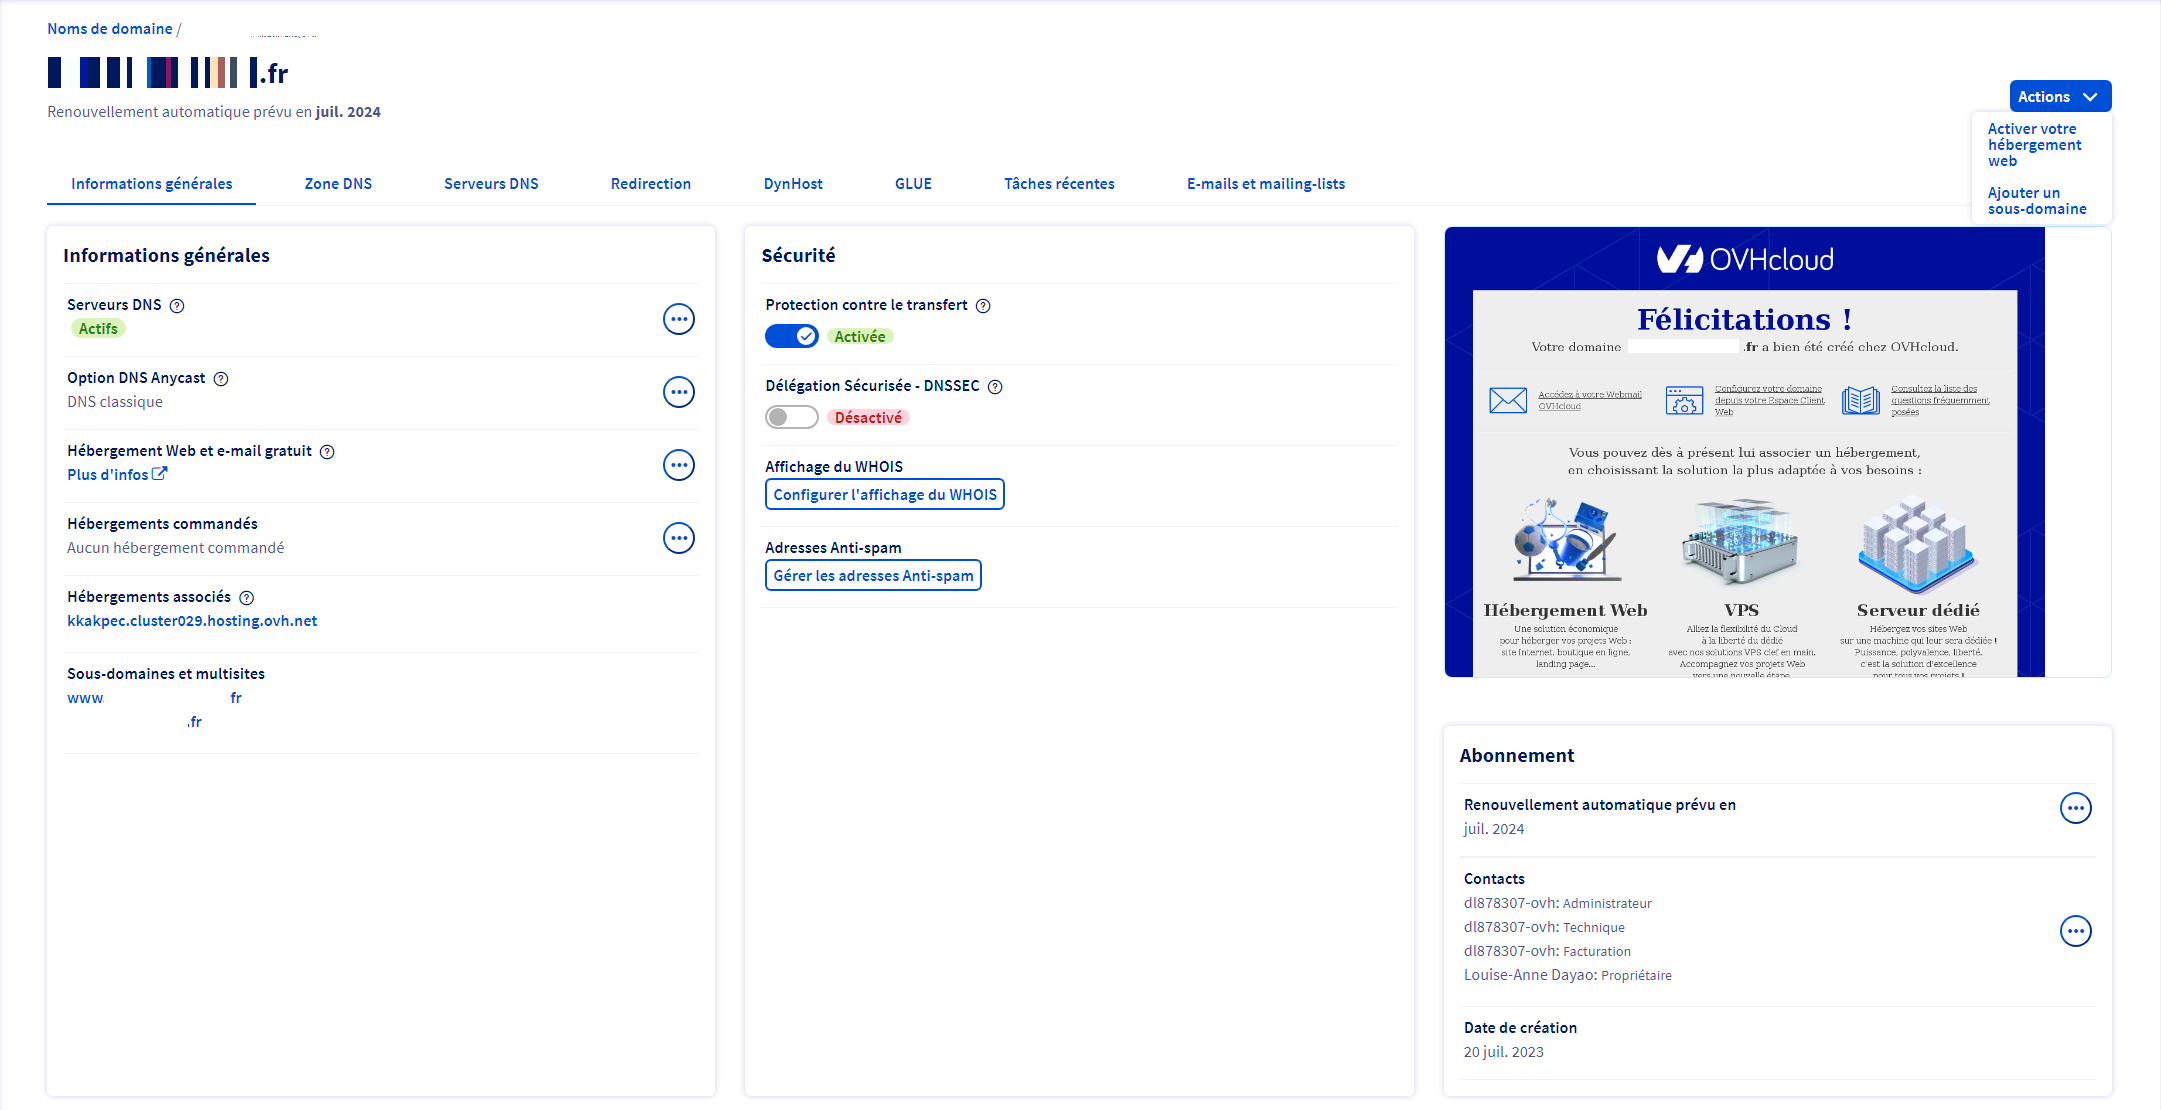 Noms de domaine /
.fr
Renouvellement automatique prévu en juil. 2024
Actions
Activer votre
hébergement
web
Ajouter un
sous-domaine
Informations générales
Zone DNS
Serveurs DNS
Redirection
DynHost
GLUE
Tâches récentes
E-mails et mailing-lists
Informations générales
Serveurs DNS
Actifs
Option DNS Anycast
DNS classique
Hébergement Web et e-mail gratuit
Plus d'infos
Hébergements commandés
Aucun hébergement commandé
Hébergements associés
kkakpec.cluster029.hosting.ovh.net
Sous-domaines et multisites
www. fr
.fr
Sécurité
Protection contre le transfert
Activée
Délégation Sécurisée - DNSSEC
Désactivé
Affichage du WHOIS
Configurer l'affichage du WHOIS
Adresses Anti-spam
Gérer les adresses Anti-spam
OVHcloud
Félicitations !
Votre domaine .fr a bien été créé chez OVHcloud.
Accédez à votre Webmail
OVHcloud
Configurez votre domaine
depuis votre Espace Client
Web
Consultez la liste des
questions fréquemment
posées
Vous pouvez dès à présent lui associer un hébergement,
en choisissant la solution la plus adaptée à vos besoins :
Hébergement Web
Une solution économique
pour héberger vos projets Web :
site Internet, boutique en ligne,
landing page...
VPS
Alliez la flexibilité du Cloud
à la liberté du dédié
avec nos solutions VPS clef en main.
Accompagnez vos projets Web
vers une nouvelle étape
Serveur dédié
Hébergez vos sites Web
sur une machine qui leur sera dédiée !
Puissance, polyvalence, liberté,
c'est la solution d'excellence
pour tous vos projets !
Abonnement
Renouvellement automatique prévu en
juil. 2024
Contacts
dl878307-ovh: Administrateur
dl878307-ovh: Technique
dl878307-ovh: Facturation
Louise-Anne Dayao: Propriétaire
Date de création
20 juil. 2023